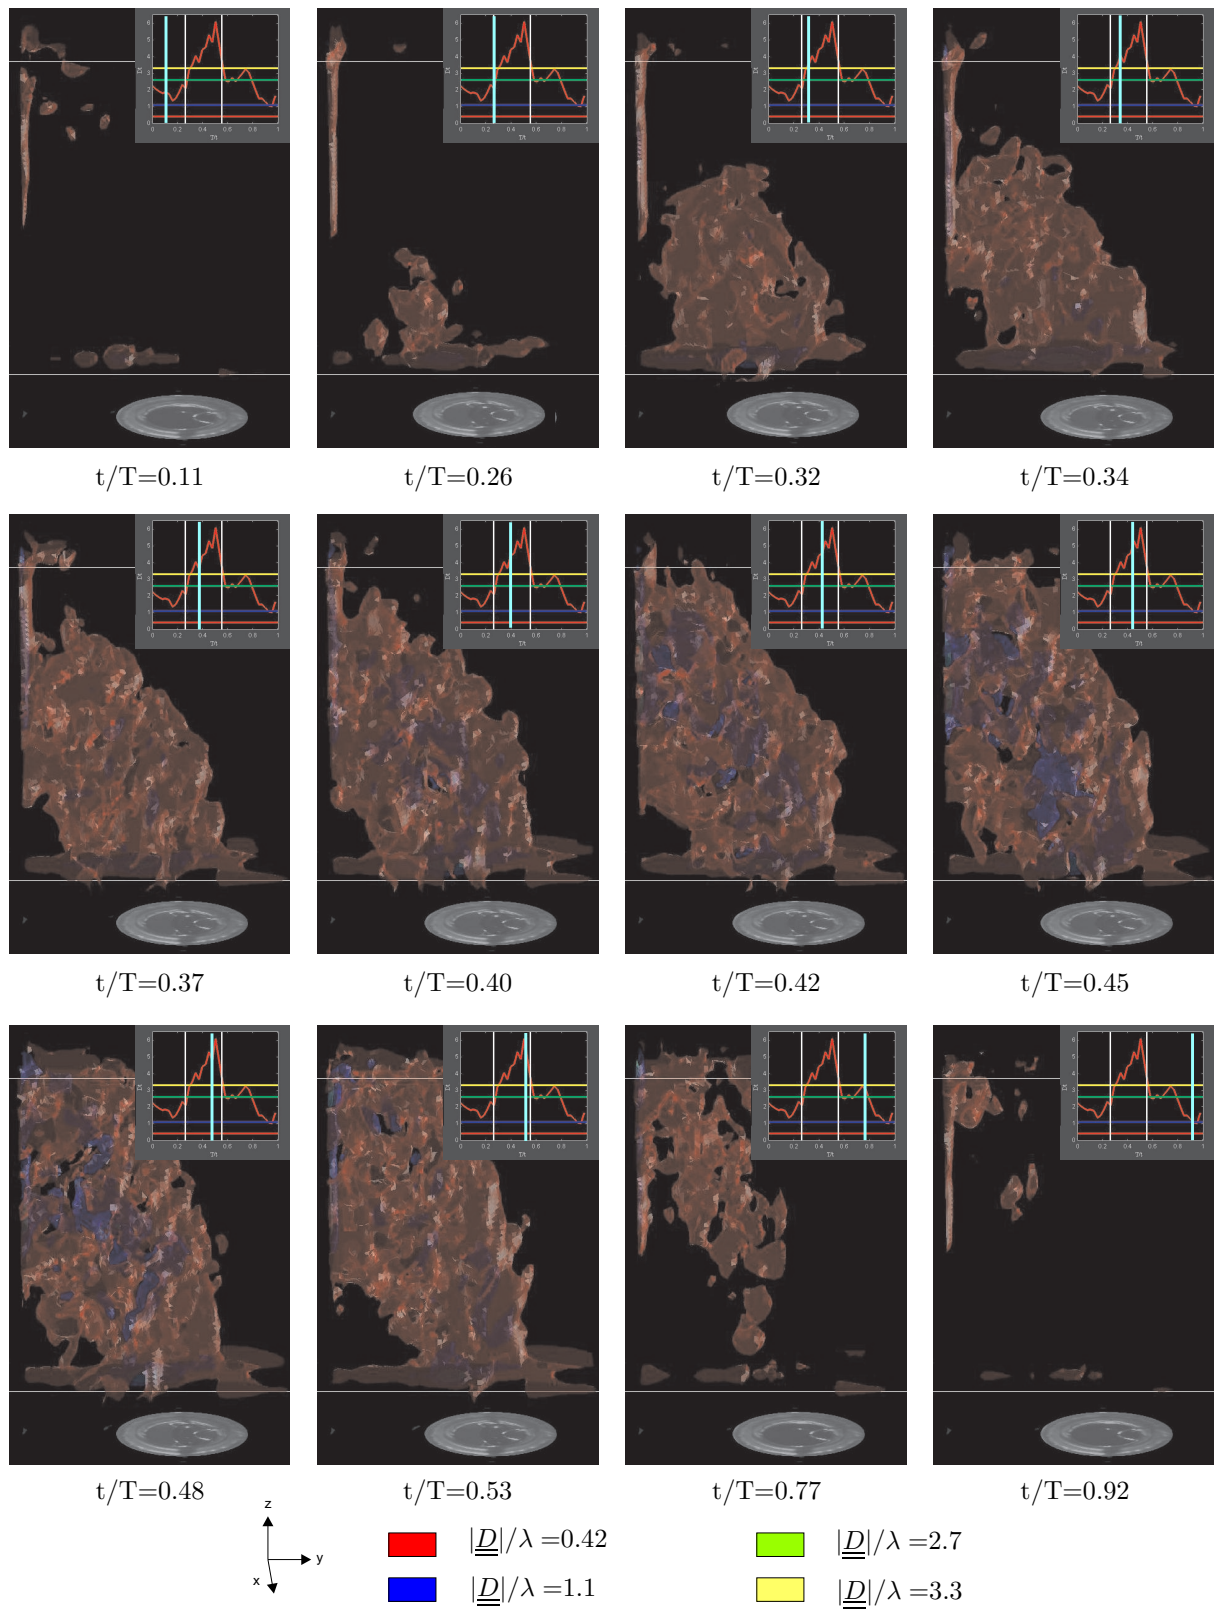 t/T=0.11
t/T=0.26
t/T=0.32
t/T=0.34
t/T=0.37
t/T=0.40
t/T=0.42
t/T=0.45
t/T=0.48
t/T=0.53
t/T=0.77
t/T=0.92
z
y
x
|D|/λ =0.42
|D|/λ =2.7
|D|/λ =1.1
|D|/λ =3.3